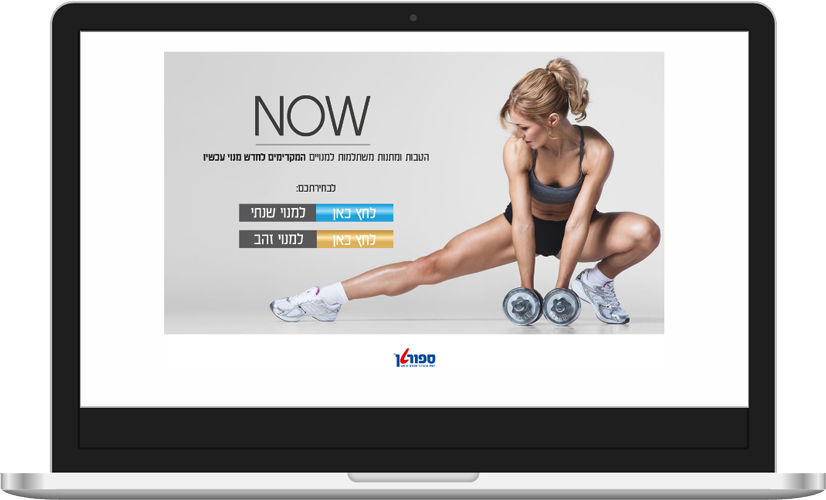 NOW
הטבות ומתנות משתלמות למנויים המקדימים לחדש מנוי עכשיו
לבחירתכם:
למנוי שנתי לחץ כאן
למנוי זהב לחץ כאן
ספורטן